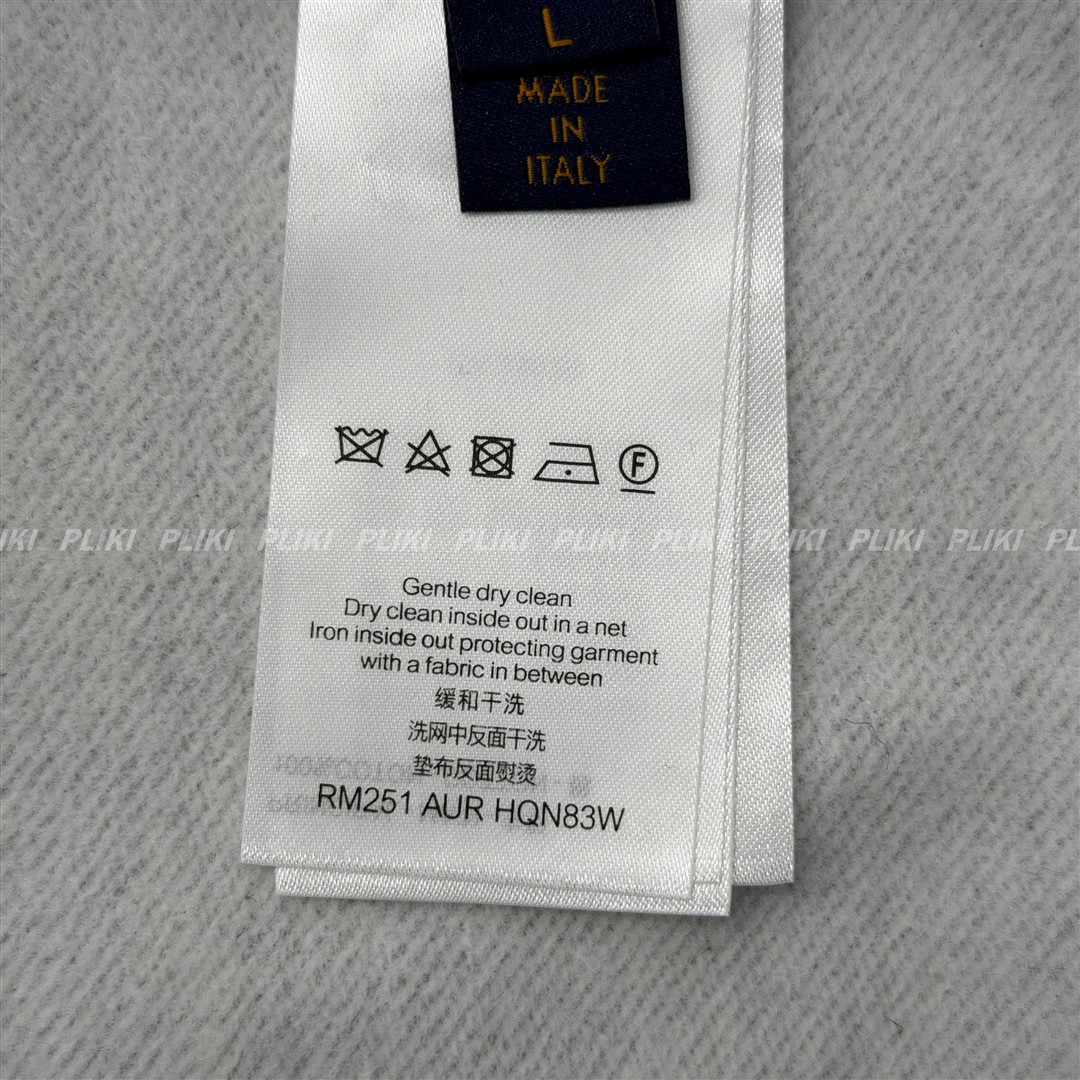 L
MADE
IN
ITALY
F
PLIKI PLIKI PLIKI PLIKI PLIKI PLIKI PLIKI PLIKI PLIKI
Gentle dry clean
Dry clean inside out in a net
Iron inside out protecting garment
with a fabric in between
缓和干洗
洗网中反面干洗
垫布反面熨烫
RM251 AUR HQN83W